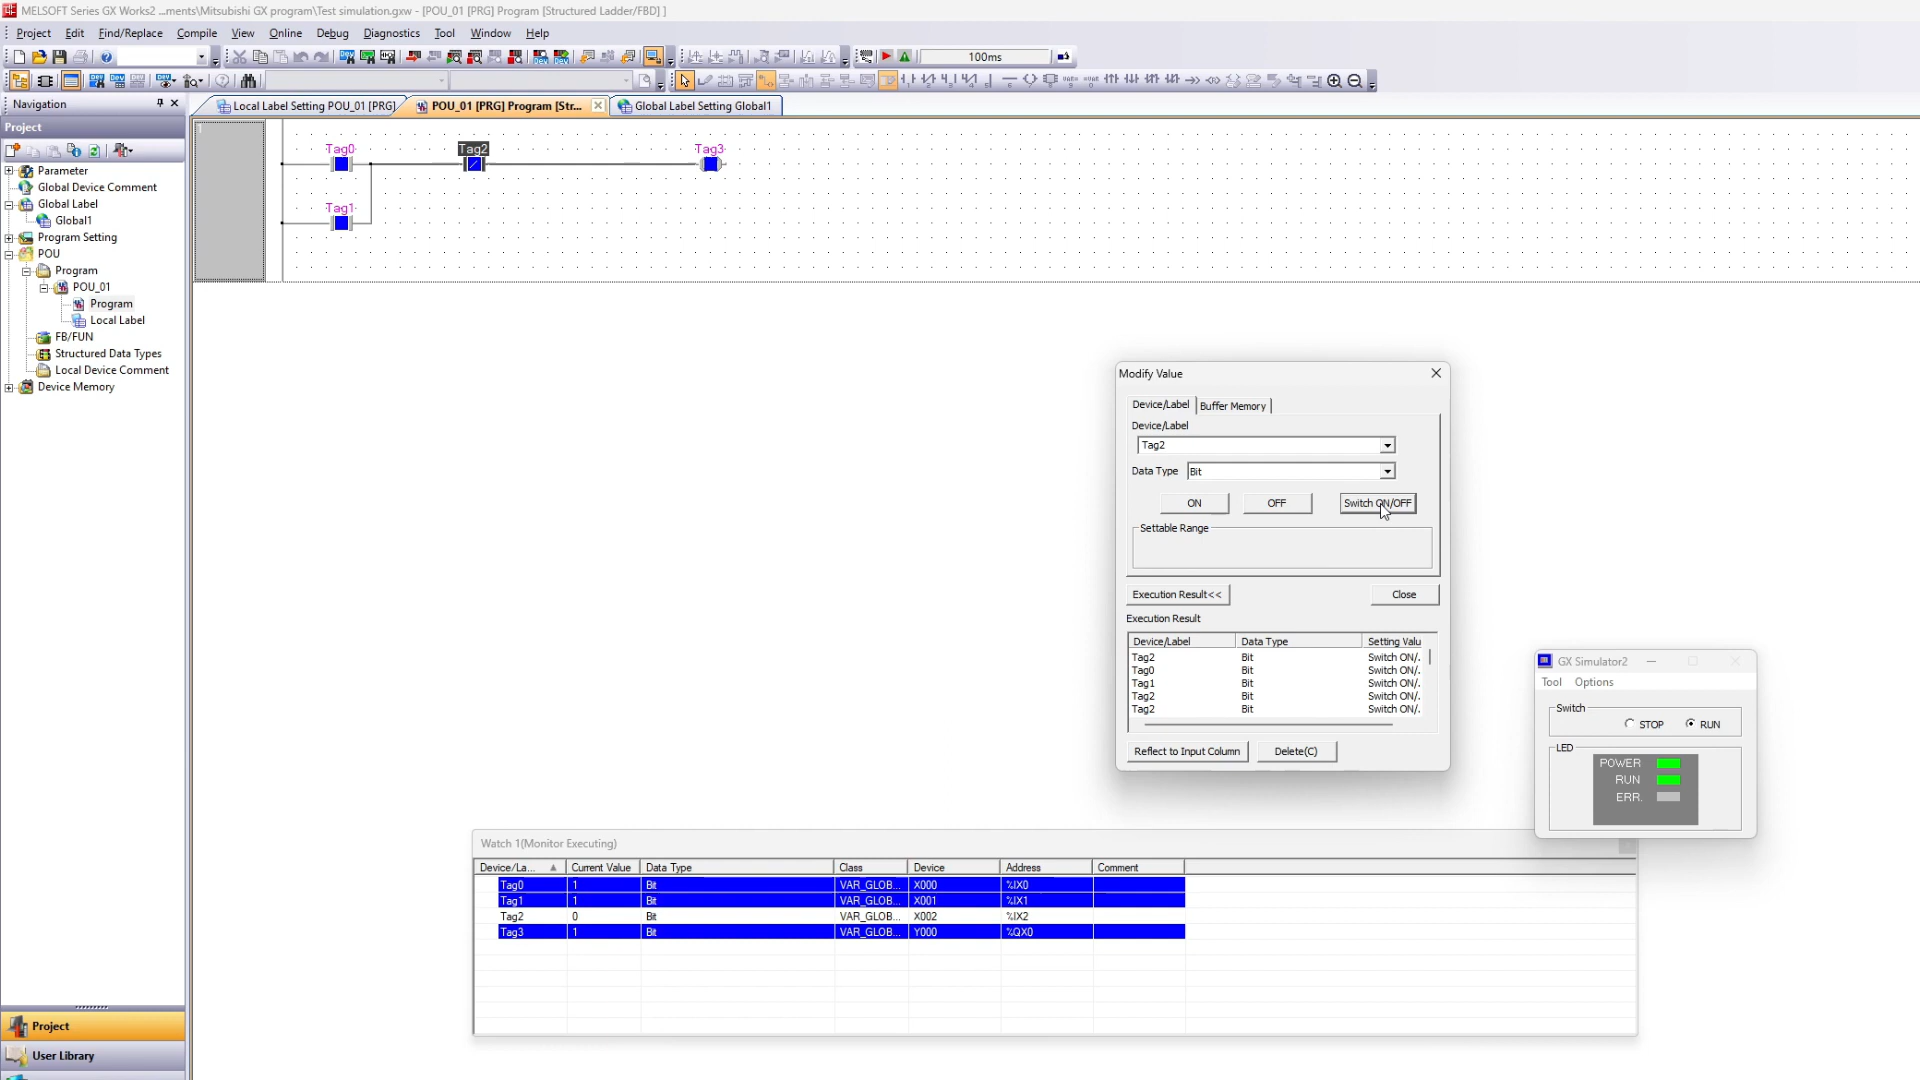 MELSOFT Series GX Works2 ...ments\Mitsubishi GX program\Test simulation.gxw - [POU_01 [PRG] Program [Structured Ladder/FBD] ]
Project Edit Find/Replace Compile View Online Debug Diagnostics Tool Window Help
100ms
Navigation
Local Label Setting POU_01 [PRG]
POU_01 [PRG] Program [Str...
Global Label Setting Global1
Project
1
Parameter
Global Device Comment
Global Label
Global1
Program Setting
POU
Program
POU_01
Program
Local Label
FB/FUN
Structured Data Types
Local Device Comment
Device Memory
Project
User Library
Tag0
Tag2
Tag3
Tag1
Modify Value
Device/Label
Buffer Memory
Device/Label
Tag2
Data Type
Bit
ON
OFF
Switch ON/OFF
Settable Range
Execution Result<<
Close
Execution Result
Device/Label Data Type Setting Valu
Tag2 Bit Switch ON/.
Tag0 Bit Switch ON/.
Tag1 Bit Switch ON/.
Tag2 Bit Switch ON/.
Tag2 Bit Switch ON/.
Reflect to Input Column
Delete(C)
GX Simulator2
Tool Options
Switch
STOP
RUN
LED
POWER
RUN
ERR.
Watch 1(Monitor Executing)
Device/La... Current Value Data Type Class Device Address Comment
Tag0 1 Bit VAR_GLOB... X000 %IX0
Tag1 1 Bit VAR_GLOB... X001 %IX1
Tag2 0 Bit VAR_GLOB... X002 %IX2
Tag3 1 Bit VAR_GLOB... Y000 %QX0